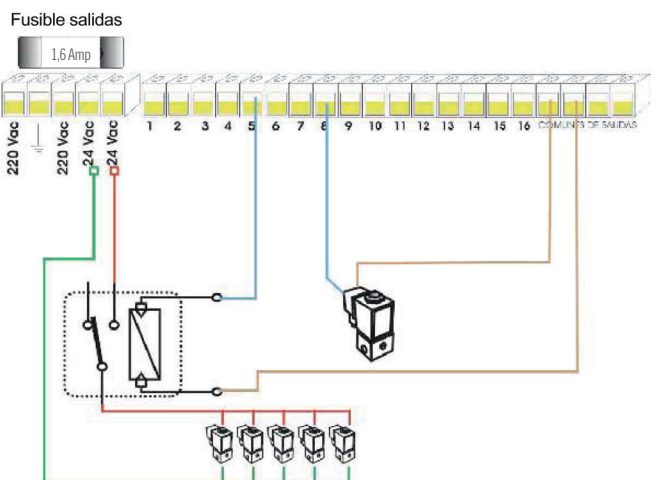 Fusible salidas
1,6 Amp
220 Vac
220 Vac
24 Vac
24 Vac
1 2 3 4 5 6 7 8 9 10 11 12 13 14 15 16 COMUNES DE SALIDAS